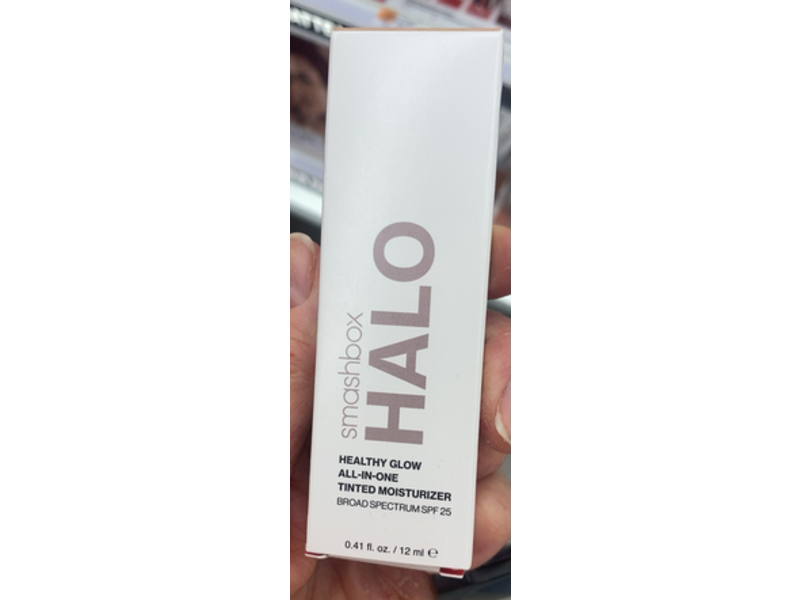 smashbox
HALO
HEALTHY GLOW
ALL-IN-ONE
TINTED MOISTURIZER
BROAD SPECTRUM SPF 25
0.41 fl. oz. / 12 ml ℮